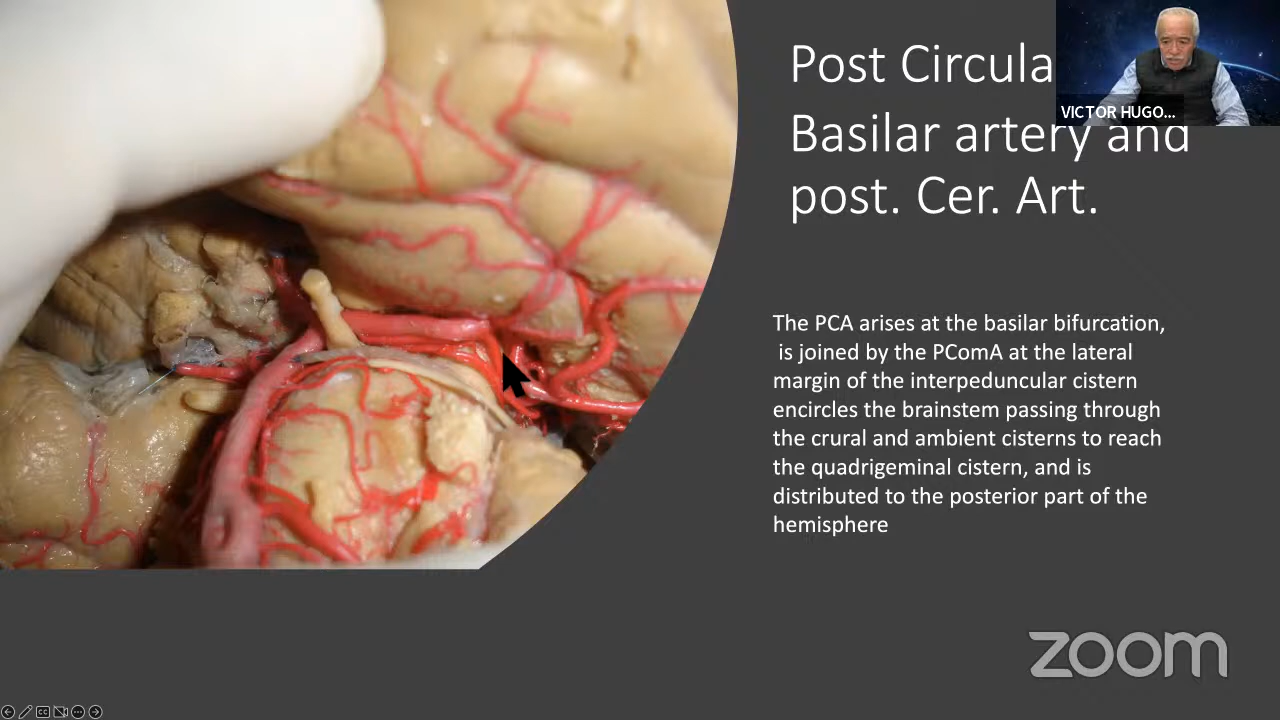 Post Circula
VICTOR HUGO...
Basilar artery and
post. Cer. Art.
The PCA arises at the basilar bifurcation,
is joined by the PComA at the lateral
margin of the interpeduncular cistern
encircles the brainstem passing through
the crural and ambient cisterns to reach
the quadrigeminal cistern, and is
distributed to the posterior part of the
hemisphere
zoom